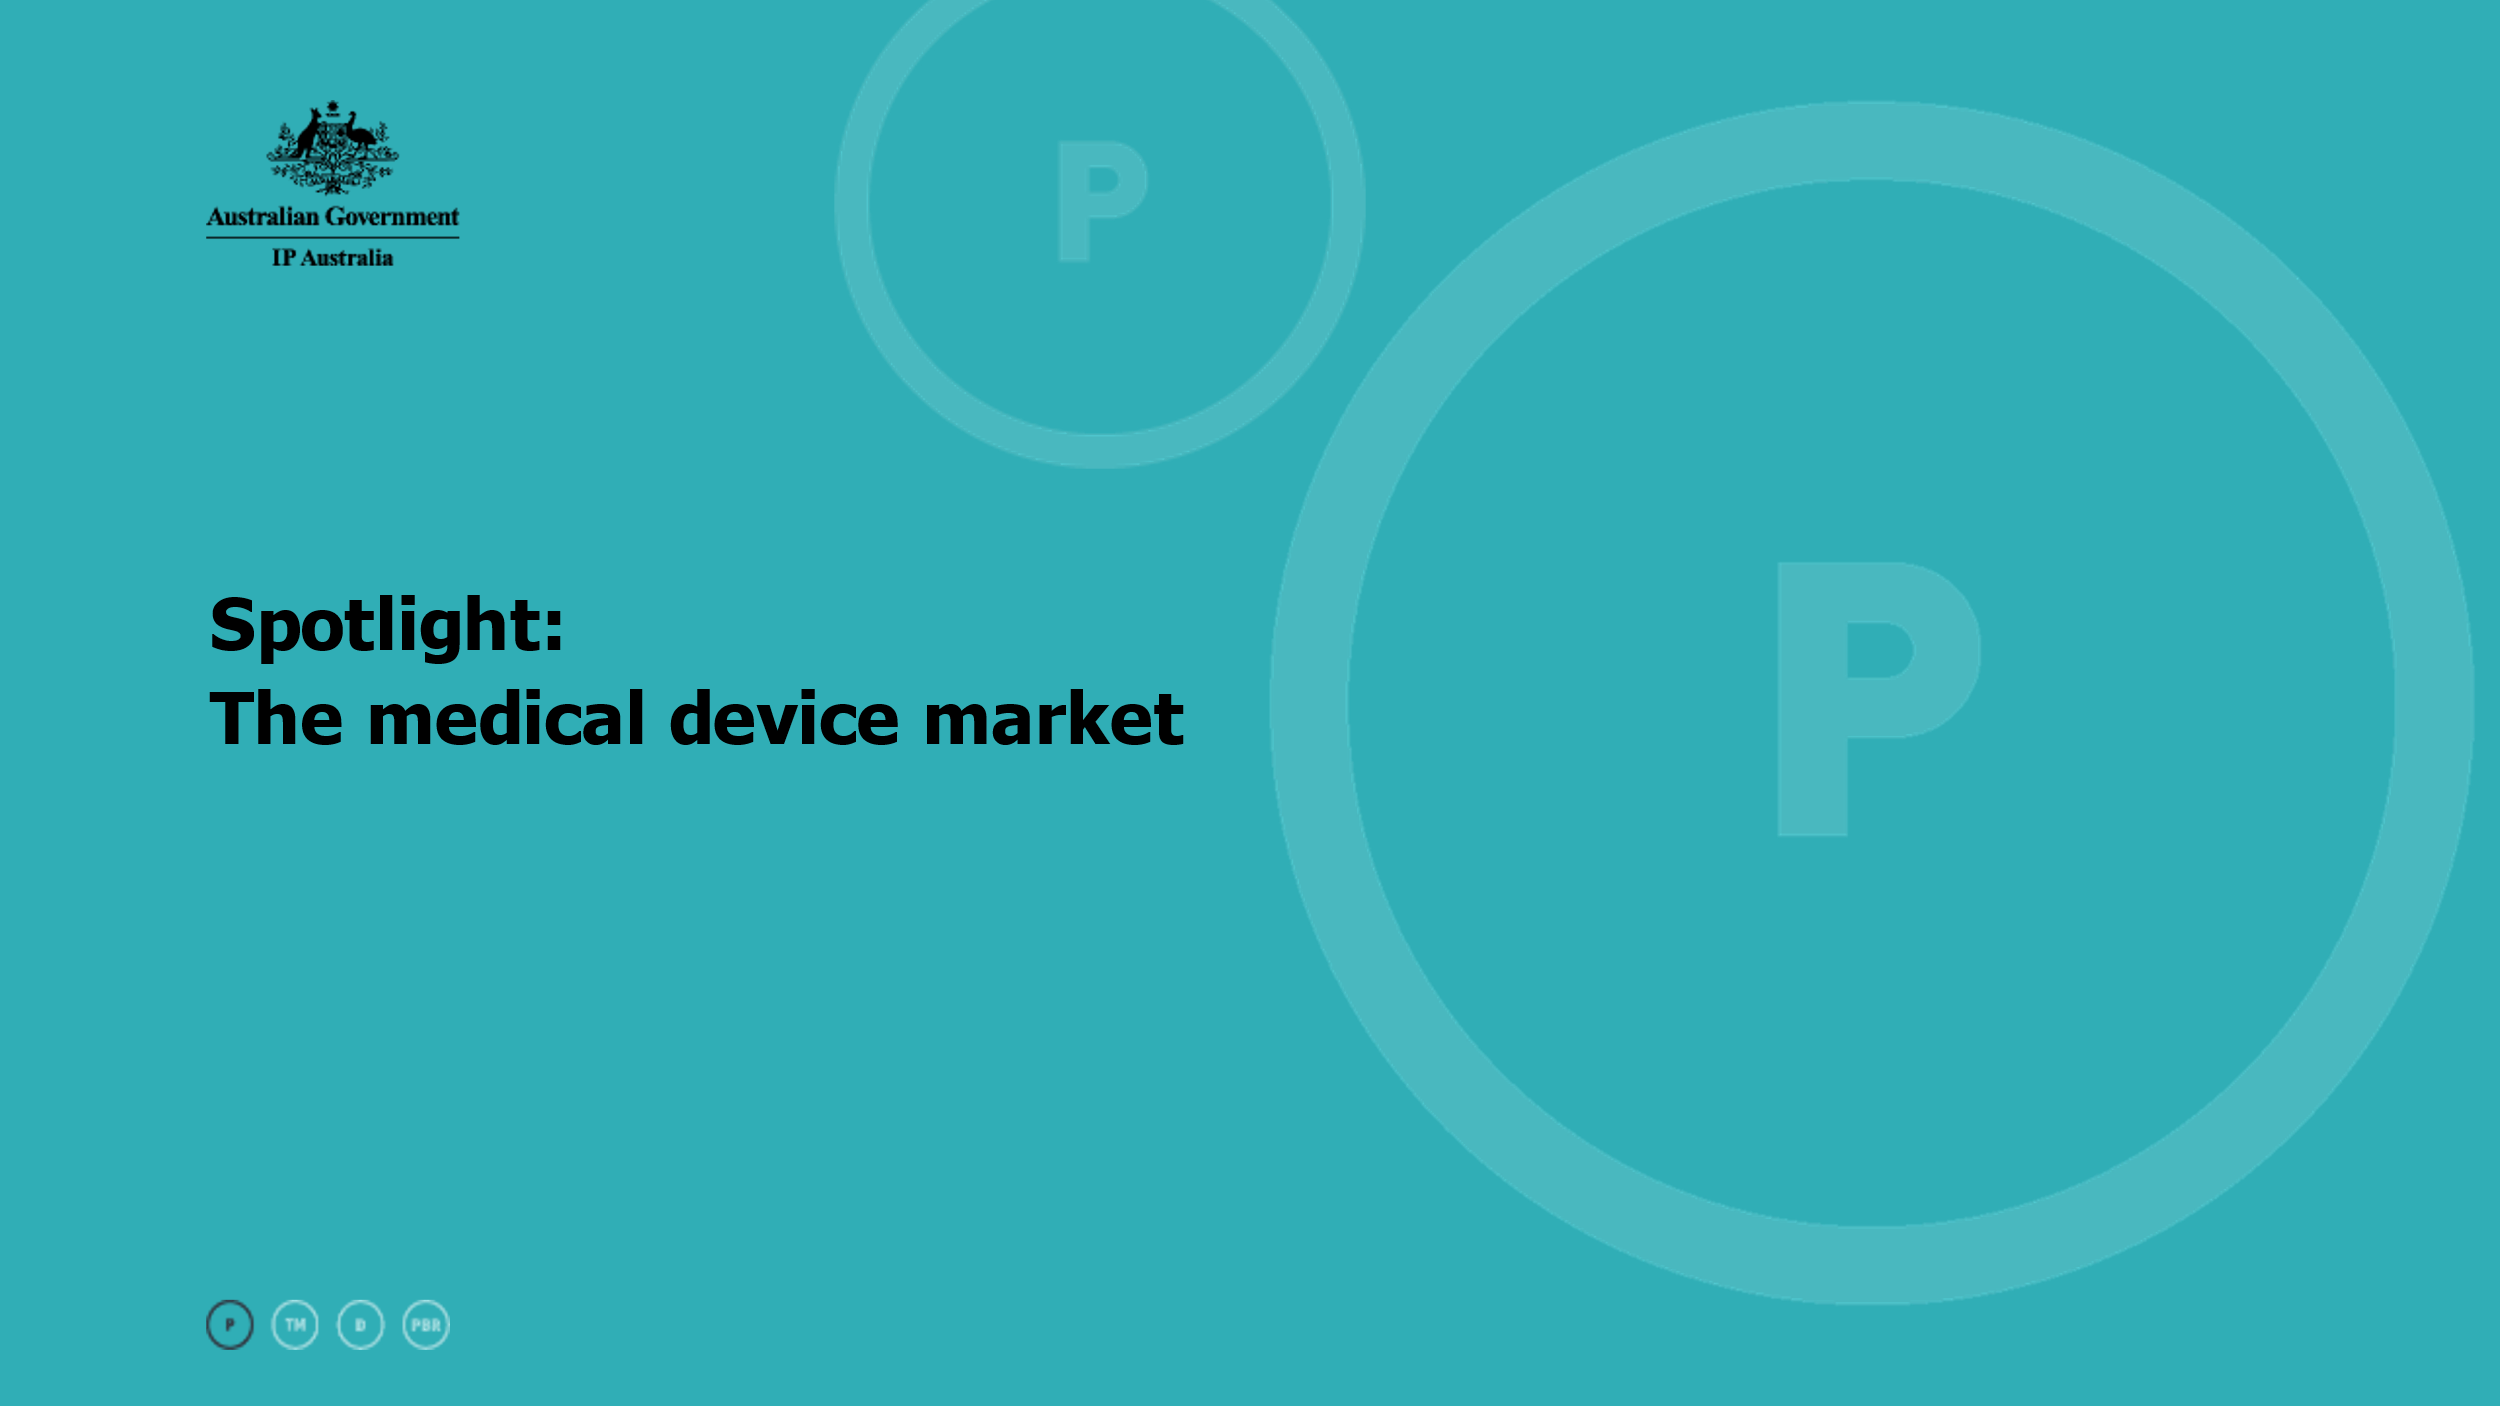 Australian Government
IP Australia
P
P
Spotlight:
The medical device market
P TM D PBR